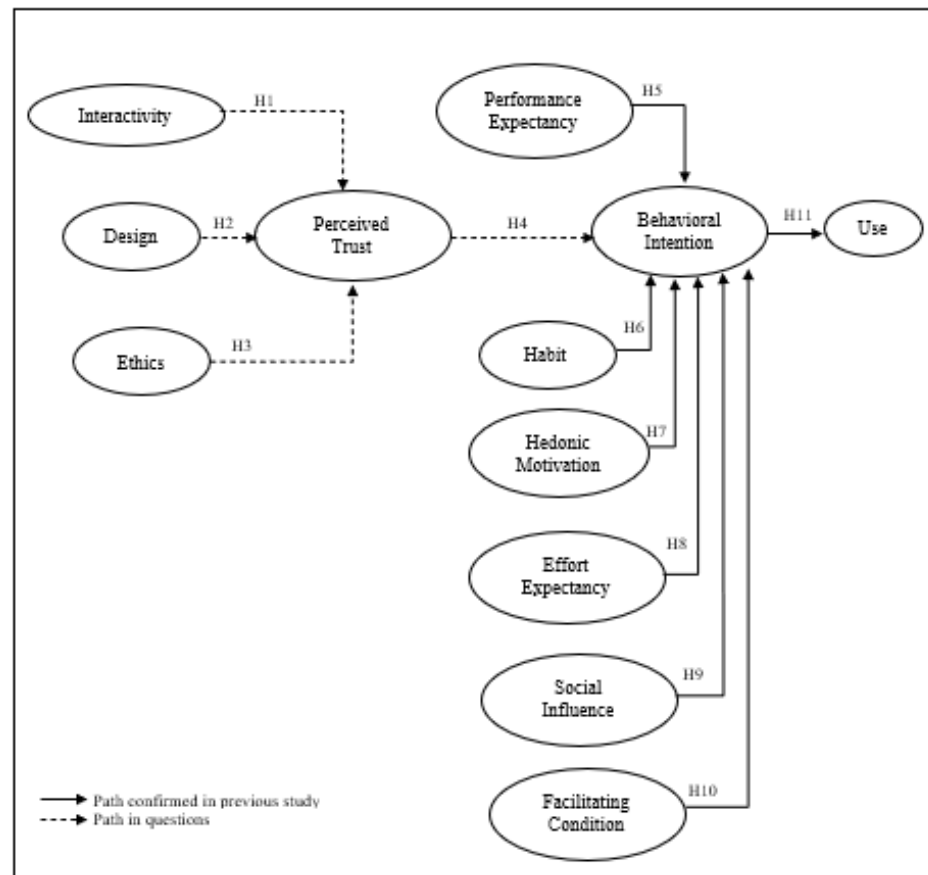 H1
Interactivity
H5
Performance
Expectancy
H2
Design
Perceived
Trust
H4
Behavioral
Intention
H11
Use
H3
Ethics
H6
Habit
H7
Hedonic
Motivation
H8
Effort
Expectancy
H9
Social
Influence
H10
Facilitating
Condition
Path confirmed in previous study
Path in questions